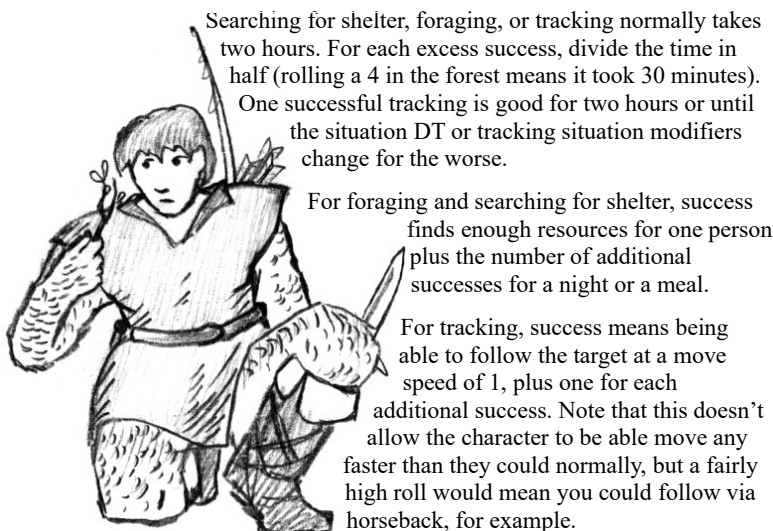 Searching for shelter, foraging, or tracking normally takes
two hours. For each excess success, divide the time in
half (rolling a 4 in the forest means it took 30 minutes).
One successful tracking is good for two hours or until
the situation DT or tracking situation modifiers
change for the worse.
For foraging and searching for shelter, success
finds enough resources for one person
plus the number of additional
successes for a night or a meal.
For tracking, success means being
able to follow the target at a move
speed of 1, plus one for each
additional success. Note that this doesn’t
allow the character to be able move any
faster than they could normally, but a fairly
high roll would mean you could follow via
horseback, for example.